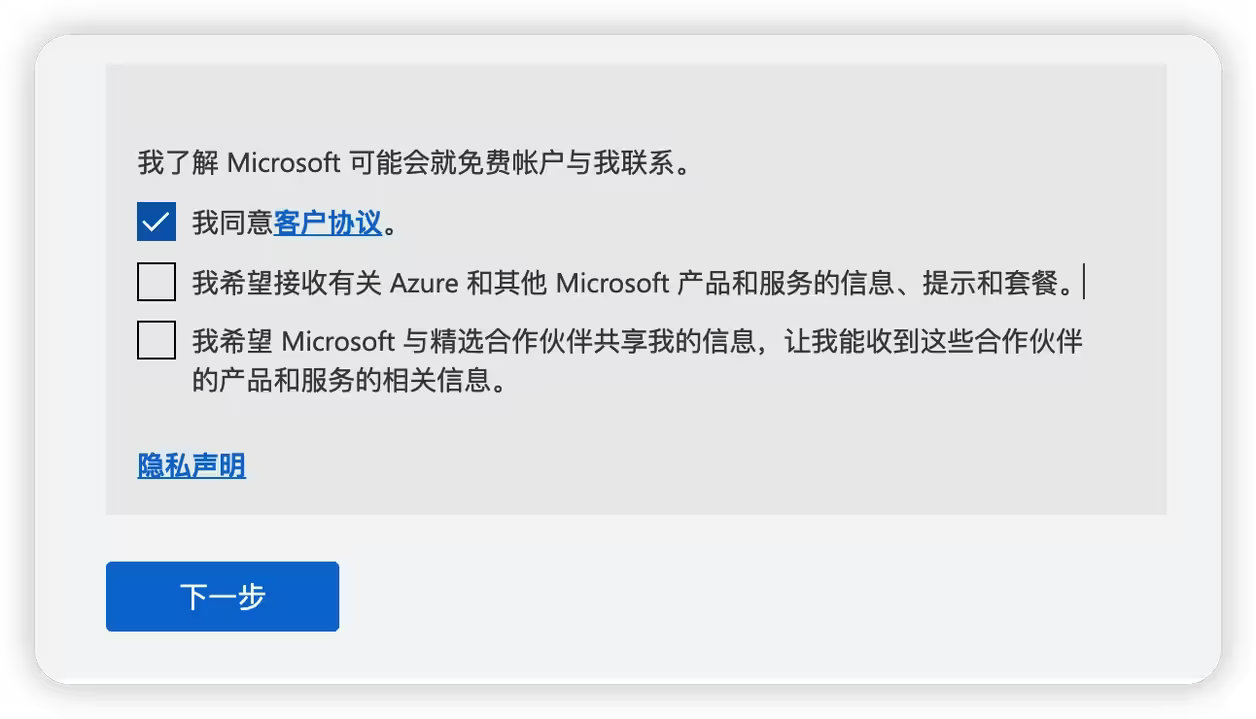 我了解 Microsoft 可能会就免费帐户与我联系。
我同意客户协议。
我希望接收有关 Azure 和其他 Microsoft 产品和服务的信息、提示和套餐。
我希望 Microsoft 与精选合作伙伴共享我的信息，让我能收到这些合作伙伴
的产品和服务的相关信息。
隐私声明
下一步